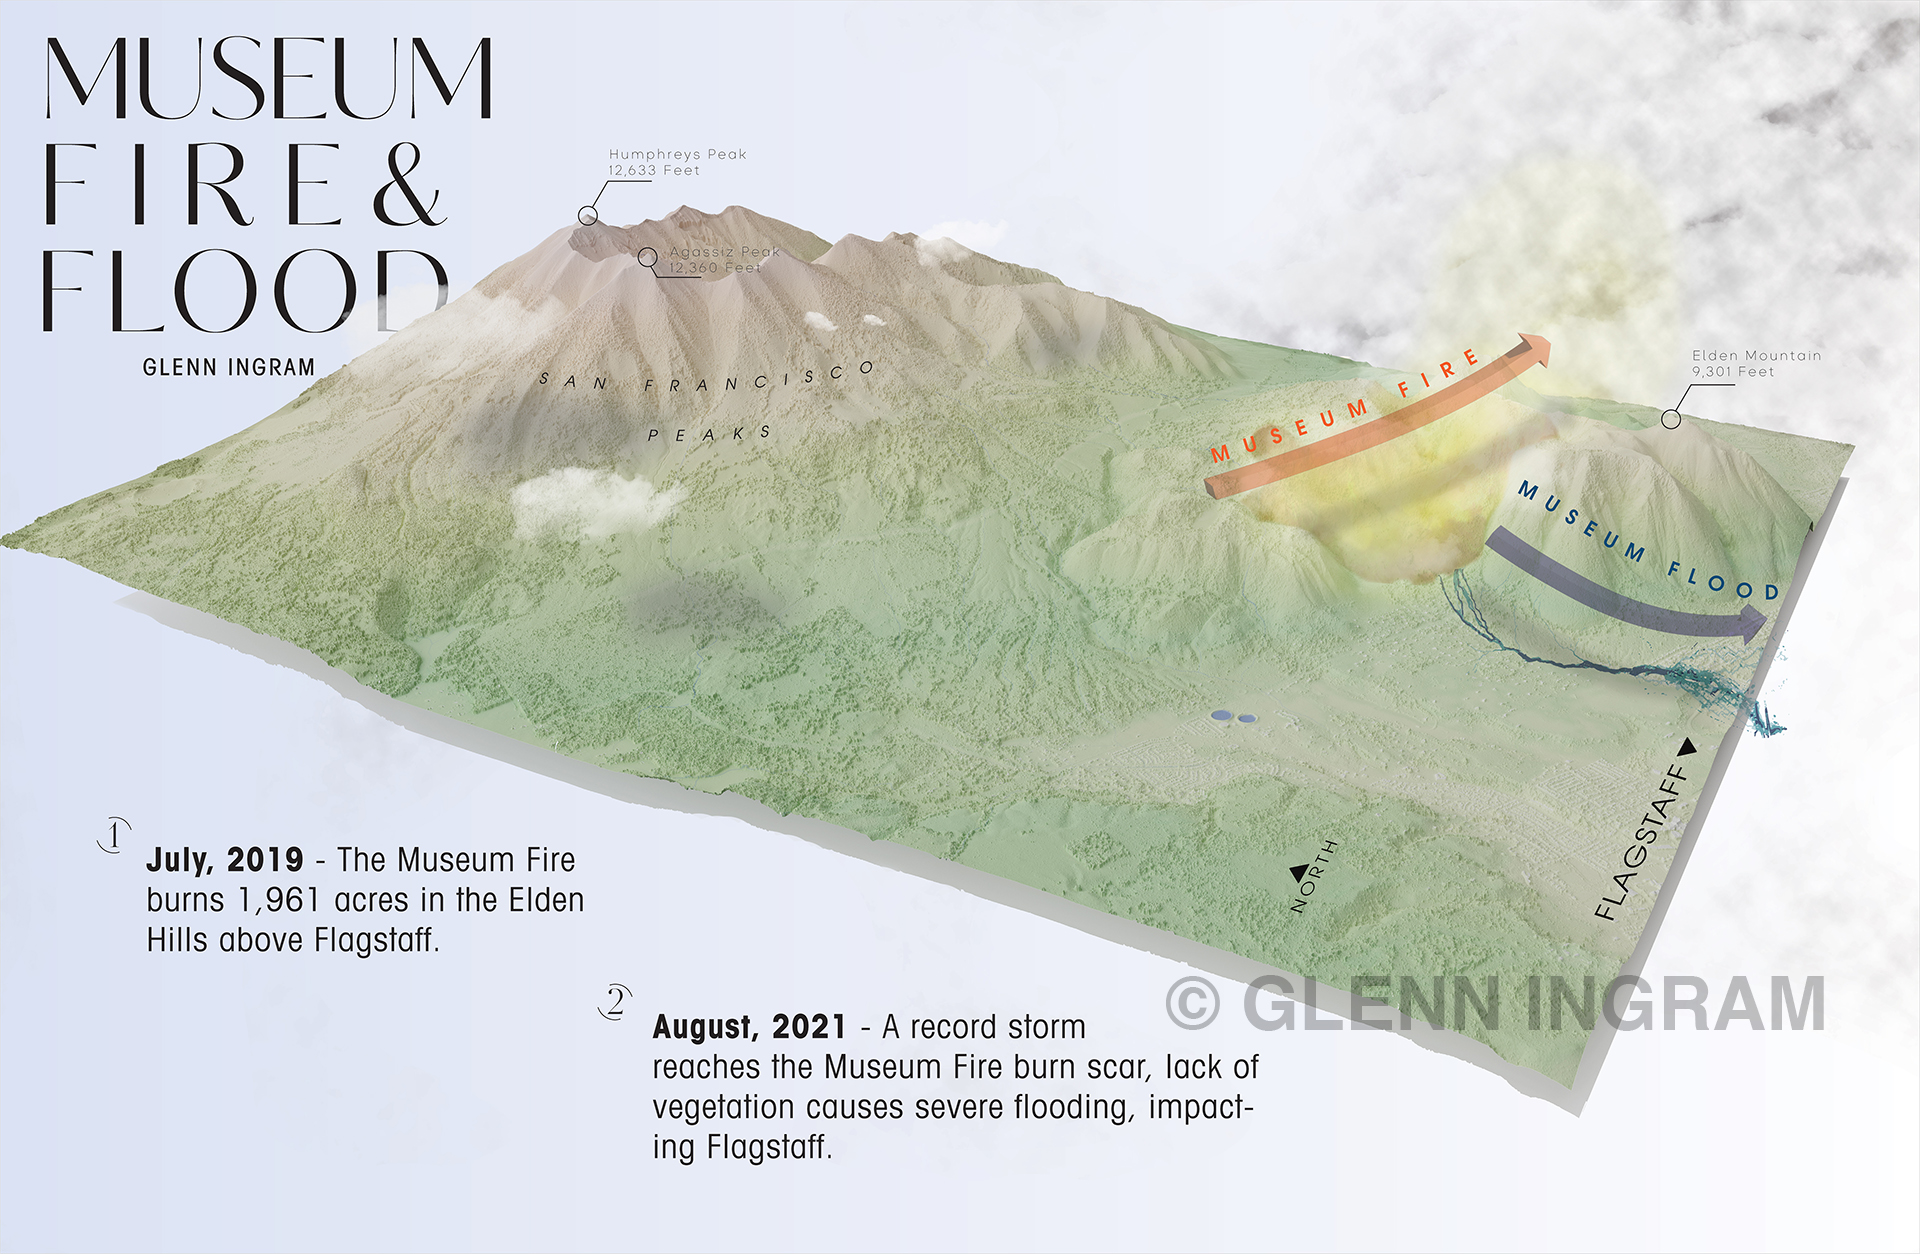 MUSEUM
FIRE &
FLOOD
GLENN INGRAM
Humphreys Peak
12,633 Feet
Agassiz Peak
12,360 Feet
SAN FRANCISCO
PEAKS
MUSEUM FIRE
Elden Mountain
9,301 Feet
MUSEUM FLOOD
FLAGSTAFF
NORTH
1
July, 2019 - The Museum Fire
burns 1,961 acres in the Elden
Hills above Flagstaff.
2
August, 2021 - A record storm
reaches the Museum Fire burn scar, lack of
vegetation causes severe flooding, impact-
ing Flagstaff.
© GLENN INGRAM